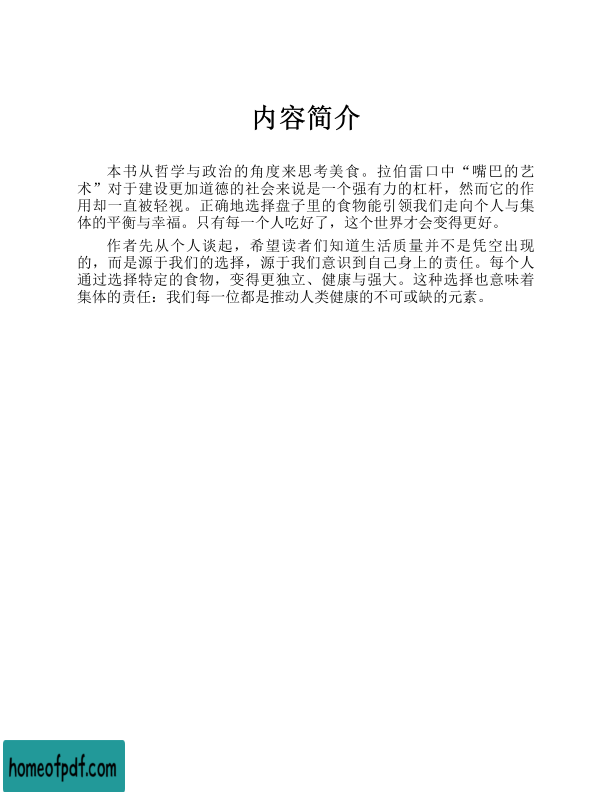 内容简介
本书从哲学与政治的角度来思考美食。拉伯雷口中“嘴巴的艺
术”对于建设更加道德的社会来说是一个强有力的杠杆，然而它的作
用却一直被轻视。正确地选择盘子里的食物能引领我们走向个人与集
体的平衡与幸福。只有每一个人吃好了，这个世界才会变得更好。
作者先从个人谈起，希望读者们知道生活质量并不是凭空出现
的，而是源于我们的选择，源于我们意识到自己身上的责任。每个人
通过选择特定的食物，变得更独立、健康与强大。这种选择也意味着
集体的责任：我们每一位都是推动人类健康的不可或缺的元素。
homeofpdf.com